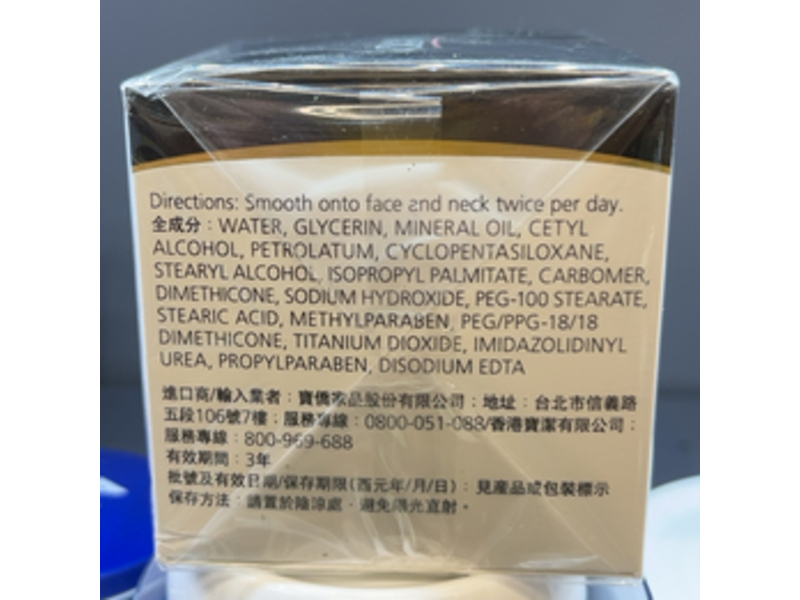 Directions: Smooth onto face and neck twice per day.
全成分：WATER, GLYCERIN, MINERAL OIL, CETYL
ALCOHOL, PETROLATUM, CYCLOPENTASILOXANE,
STEARYL ALCOHOL, ISOPROPYL PALMITATE, CARBOMER,
DIMETHICONE, SODIUM HYDROXIDE, PEG-100 STEARATE,
STEARIC ACID, METHYLPARABEN, PEG/PPG-18/18
DIMETHICONE, TITANIUM DIOXIDE, IMIDAZOLIDINYL
UREA, PROPYLPARABEN, DISODIUM EDTA
進口商/輸入業者：寶僑家品股份有限公司；地址：台北市信義路
五段106號7樓；服務專線：0800-051-088/香港寶潔有限公司；
服務專線：800-969-688
有效期間：3年
批號及有效日期/保存期限(西元年/月/日)：見產品或包裝標示
保存方法：請置於陰涼處，避免陽光直射。